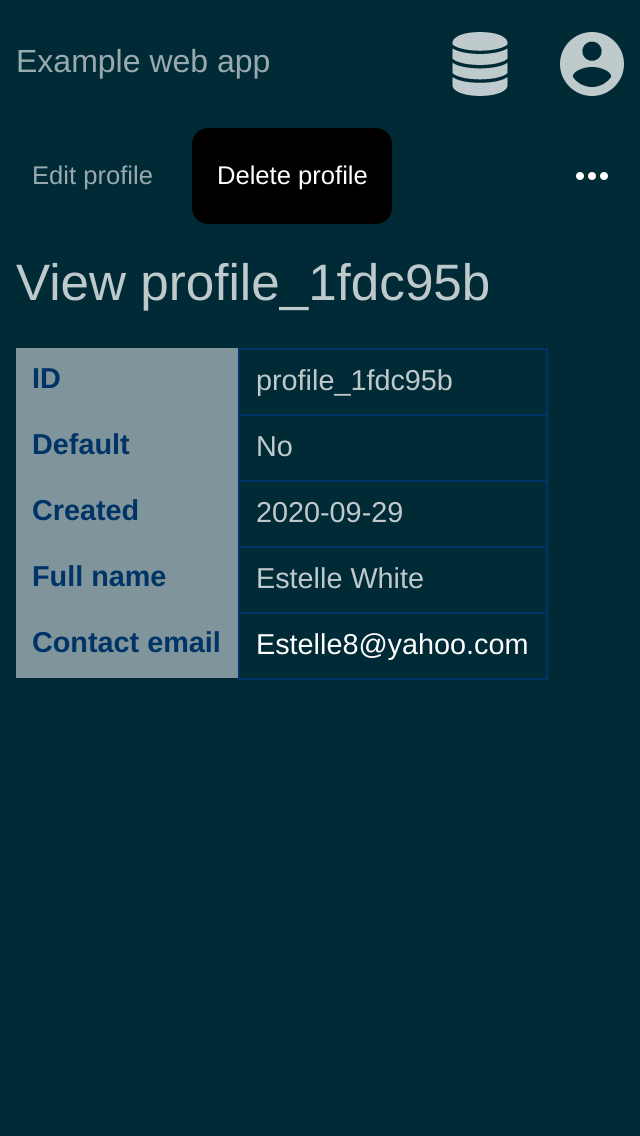 Example web app
Edit profile Delete profile
View profile_1fdc95b
ID profile_1fdc95b
Default No
Created 2020-09-29
Full name Estelle White
Contact email Estelle8@yahoo.com